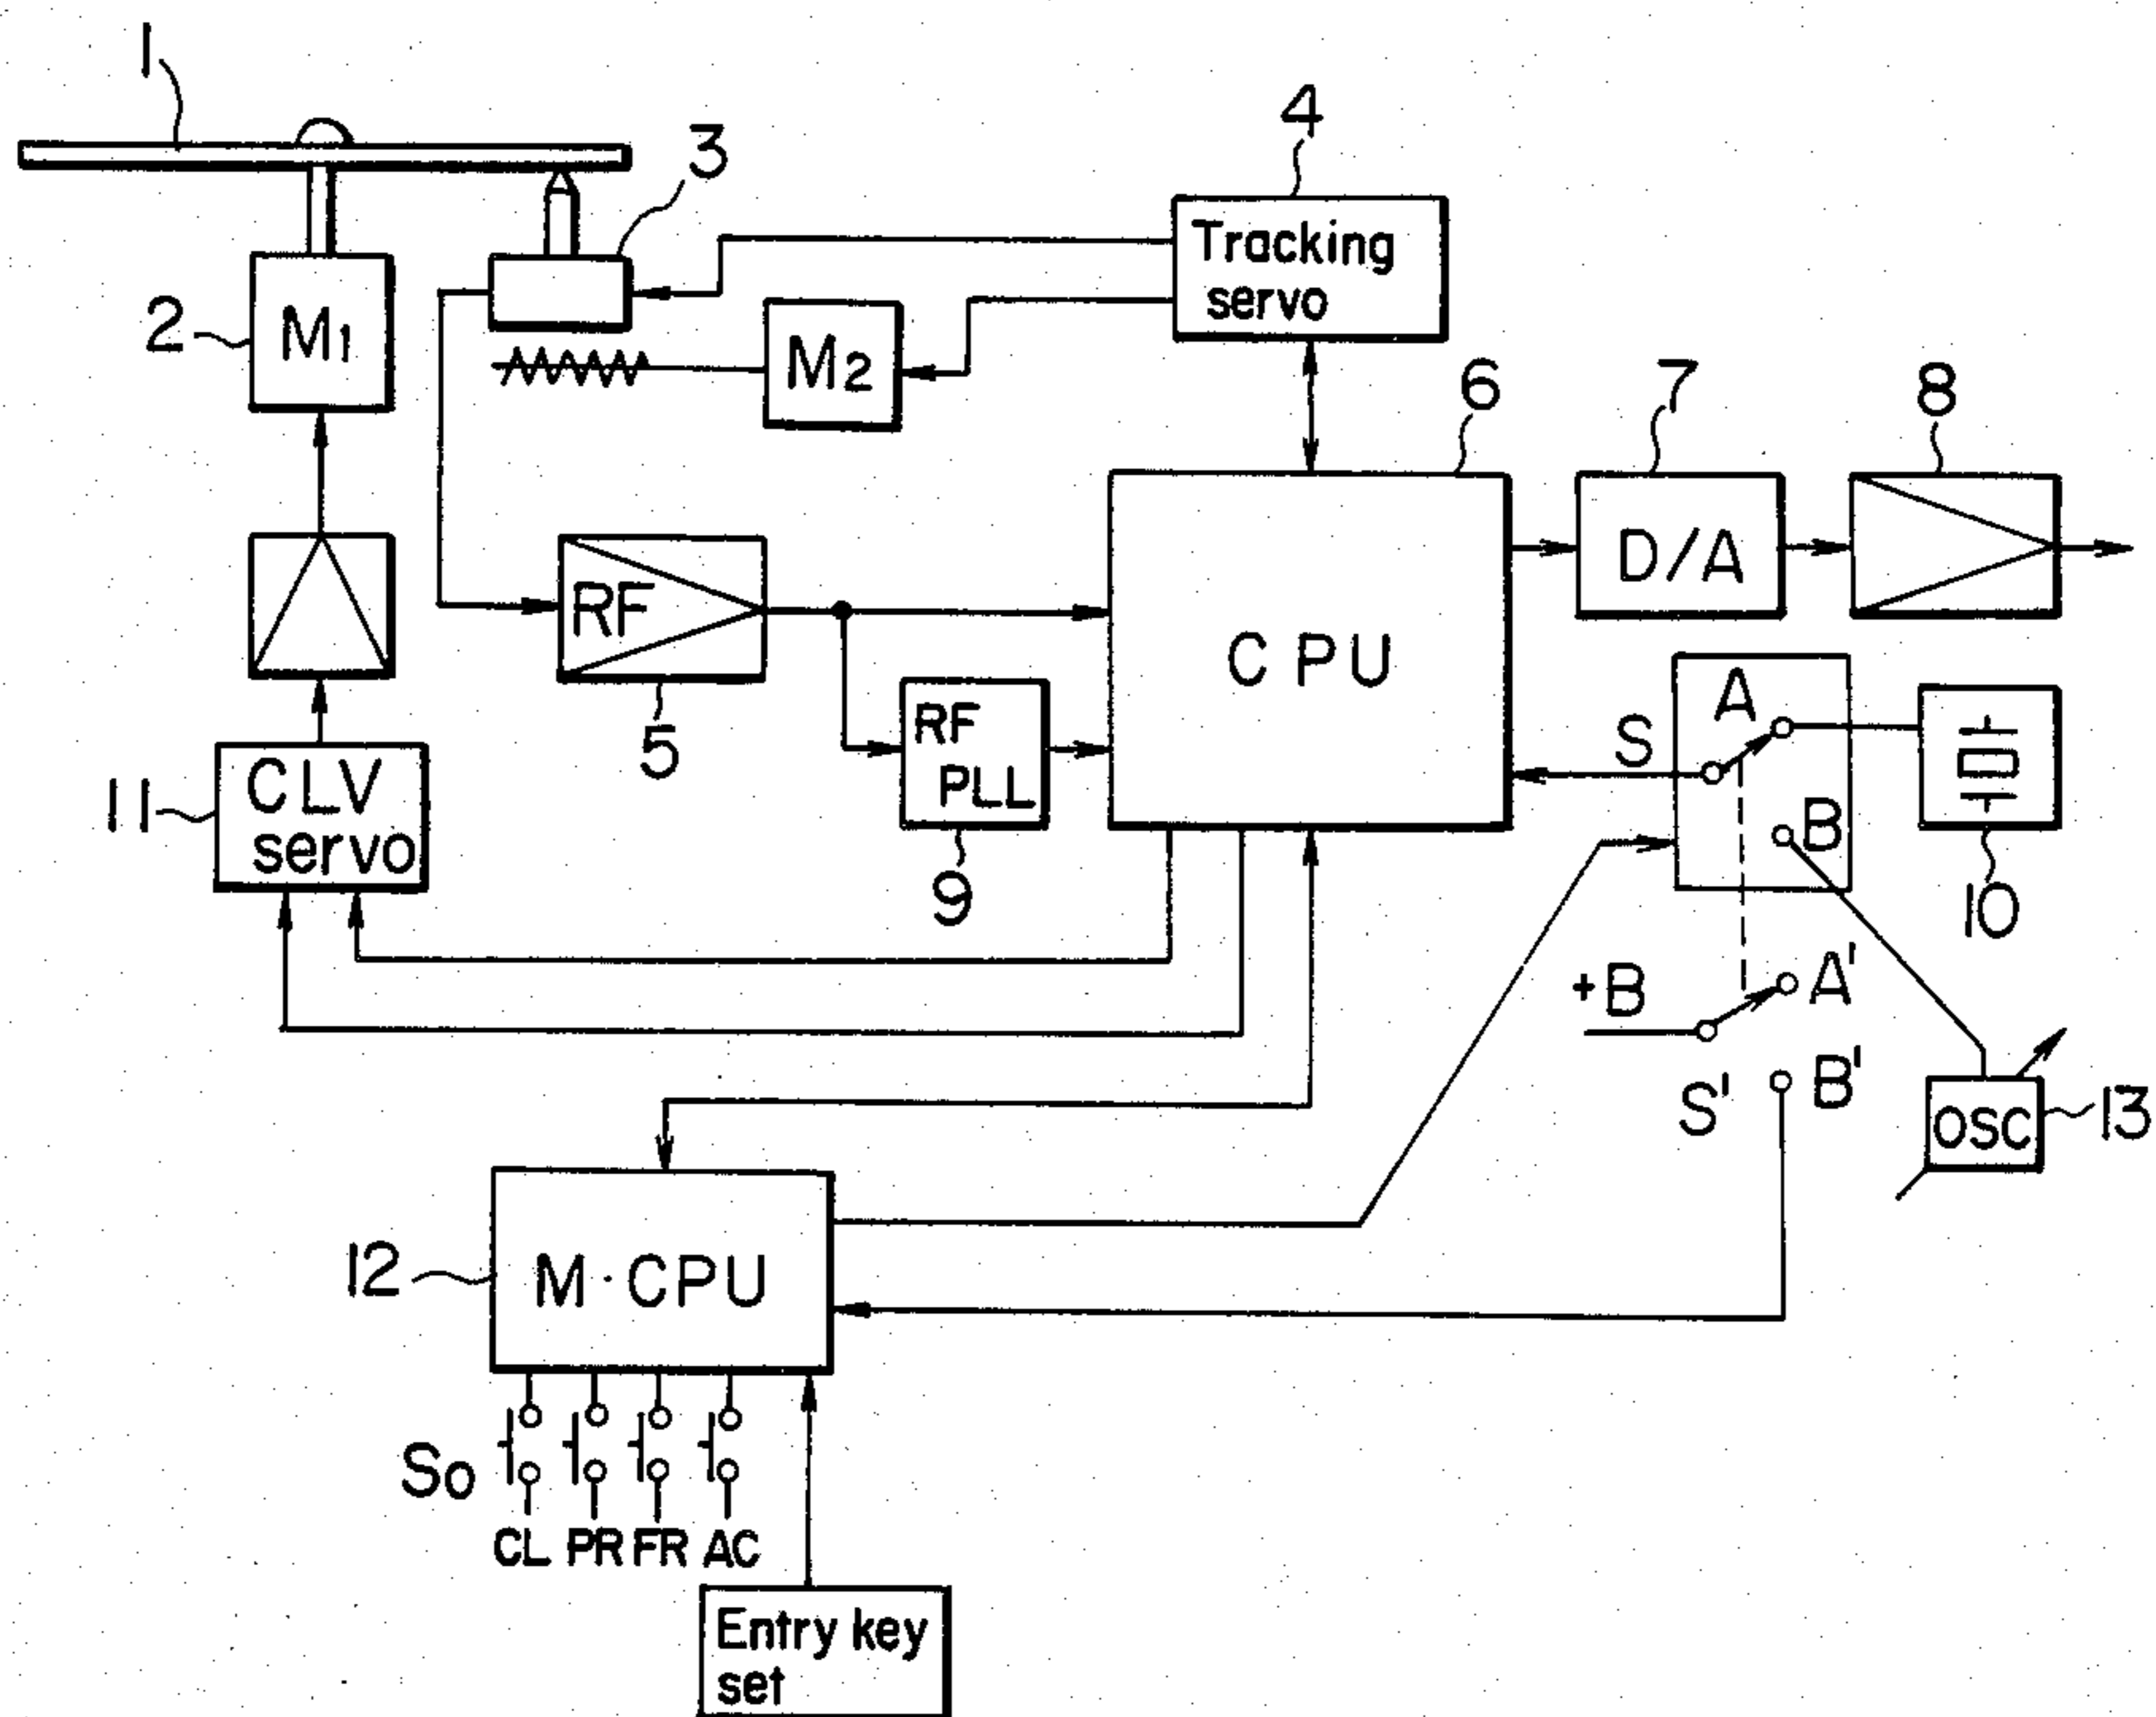 1
3
4
Tracking
servo
2
M1
M2
6
7
8
D/A
RF
CPU
5
RF
PLL
9
S
A
B
10
11
CLV
servo
+B
A'
S'
B'
OSC
13
12
M·CPU
So
CL PR FR AC
Entry key
set